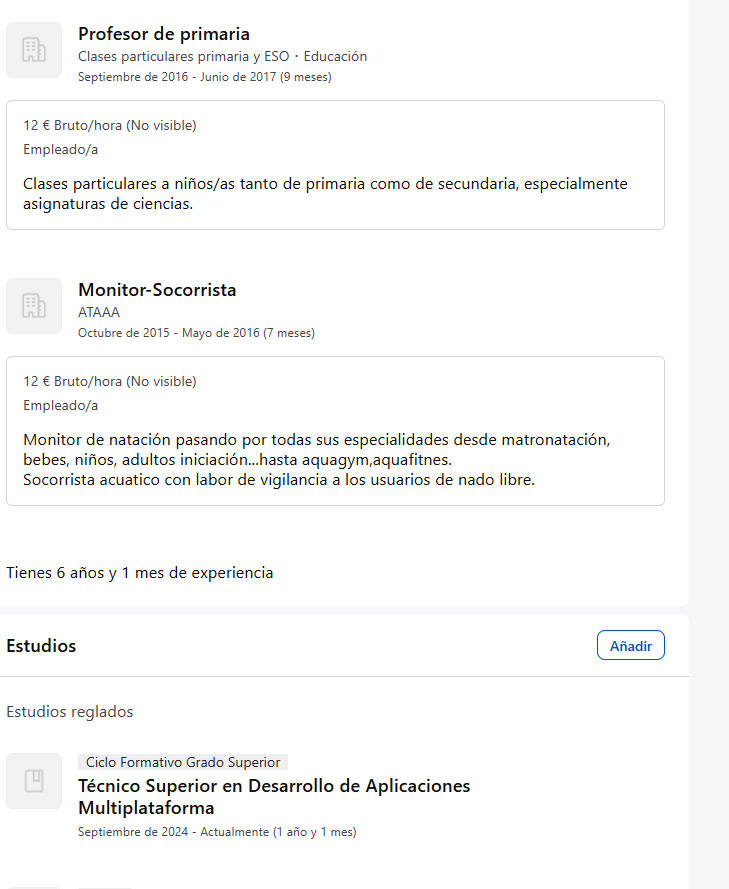 Profesor de primaria
Clases particulares primaria y ESO · Educación
Septiembre de 2016 - Junio de 2017 (9 meses)
12 € Bruto/hora (No visible)
Empleado/a
Clases particulares a niños/as tanto de primaria como de secundaria, especialmente
asignaturas de ciencias.
Monitor-Socorrista
ATAAA
Octubre de 2015 - Mayo de 2016 (7 meses)
12 € Bruto/hora (No visible)
Empleado/a
Monitor de natación pasando por todas sus especialidades desde matronatación,
bebes, niños, adultos iniciación...hasta aquagym,aquafitnes.
Socorrista acuatico con labor de vigilancia a los usuarios de nado libre.
Tienes 6 años y 1 mes de experiencia
Estudios
Añadir
Estudios reglados
Ciclo Formativo Grado Superior
Técnico Superior en Desarrollo de Aplicaciones
Multiplataforma
Septiembre de 2024 - Actualmente (1 año y 1 mes)